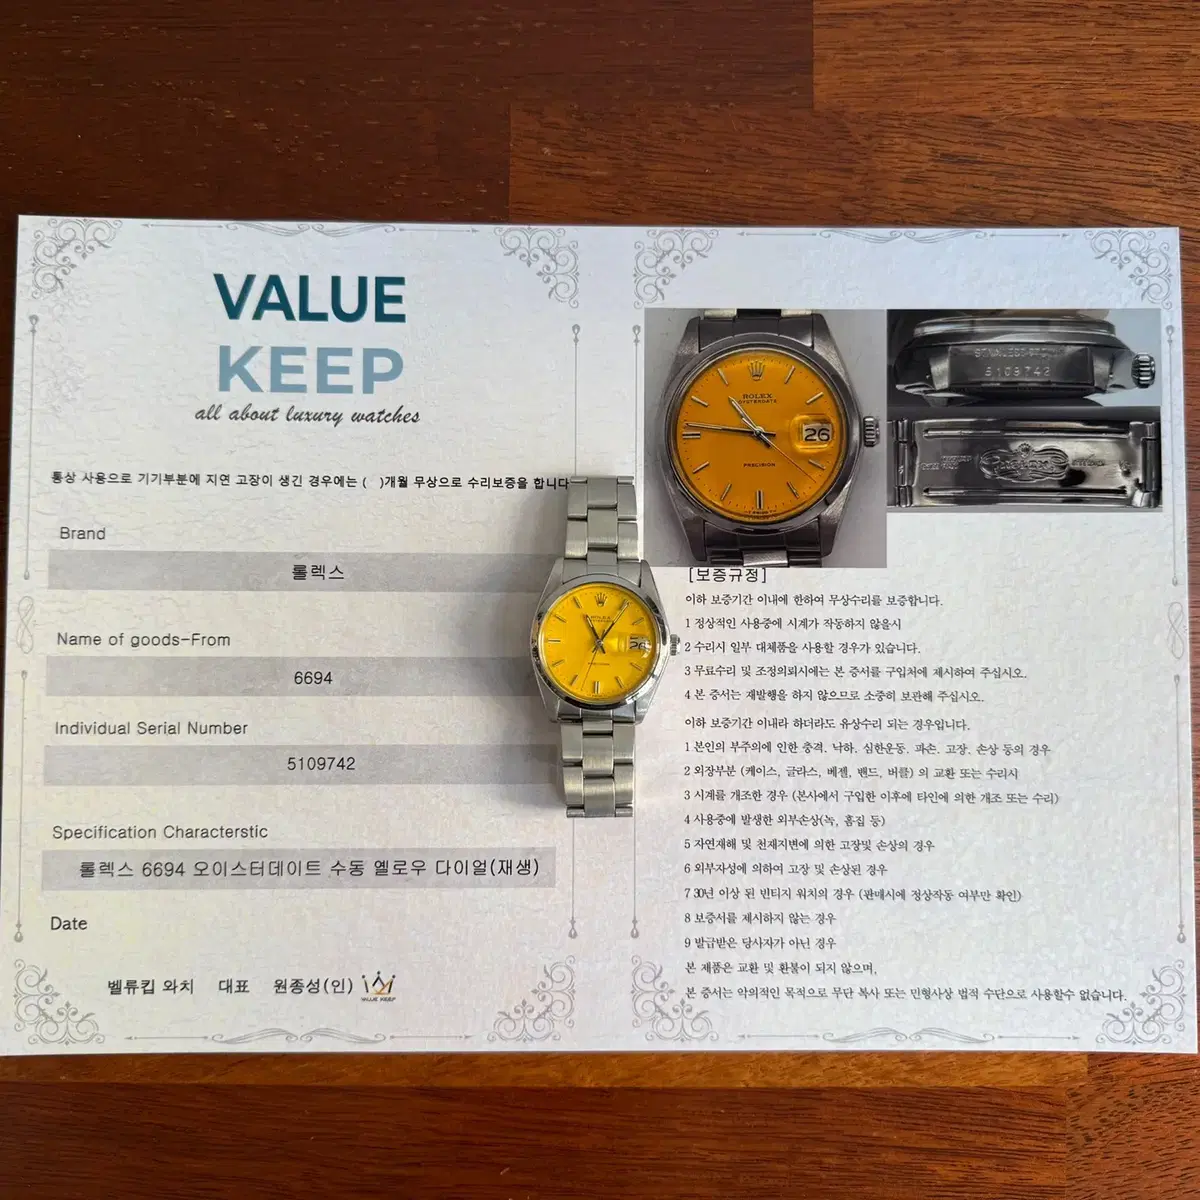 VALUE
KEEP
all about luxury watches
통상 사용으로 기기부분에 지연 고장이 생긴 경우에는 ( )개월 무상으로 수리보증을 합니다
Brand
롤렉스
Name of goods-From
6694
Individual Serial Number
5109742
Specification Characterstic
롤렉스 6694 오이스터데이트 수동 옐로우 다이얼(재생)
Date
벨류킵 와치 대표 원종성(인)
VALUE KEEP
ROLEX
26
ROLEX
OYSTERDATE
PRECISION
26
5109742
[보증규정]
이하 보증기간 이내에 한하여 무상수리를 보증합니다.
1 정상적인 사용중에 시계가 작동하지 않을시
2 수리시 일부 대체품을 사용할 경우가 있습니다.
3 무료수리 및 조정의뢰시에는 본 증서를 구입처에 제시하여 주십시오.
4 본 증서는 재발행을 하지 않으므로 소중히 보관해 주십시오.
이하 보증기간 이내라 하더라도 유상수리 되는 경우입니다.
1 본인의 부주의에 인한 충격, 낙하, 심한운동, 파손, 고장, 손상 등의 경우
2 외장부분 (케이스, 글라스, 베젤, 밴드, 버클) 의 교환 또는 수리시
3 시계를 개조한 경우 (본사에서 구입한 이후에 타인에 의한 개조 또는 수리)
4 사용중에 발생한 외부손상(녹, 흠집 등)
5 자연재해 및 천재지변에 의한 고장및 손상의 경우
6 외부자성에 의하여 고장 및 손상된 경우
7 30년 이상 된 빈티지 워치의 경우 (판매시에 정상작동 여부만 확인)
8 보증서를 제시하지 않는 경우
9 발급받은 당사자가 아닌 경우
본 제품은 교환 및 환불이 되지 않으며,
본 증서는 악의적인 목적으로 무단 복사 또는 민형사상 법적 수단으로 사용할수 없습니다.